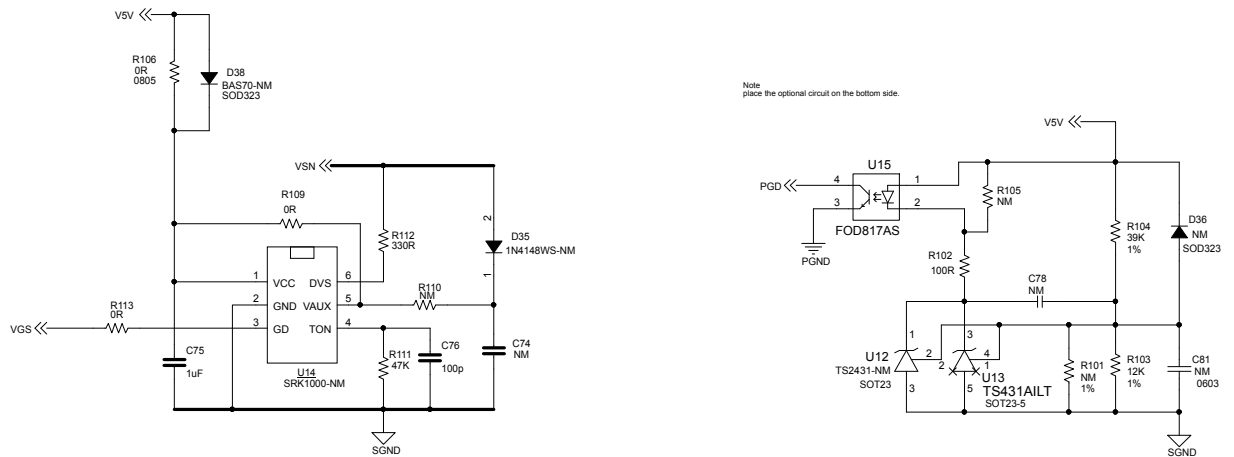 V5V
R106
0R
0805
D38
BAS70-NM
SOD323
VSN
R109
0R
R112
330R
2
D35
1N4148WS-NM
1
1 VCC DVS 6
2 GND VAUX 5
3 GD TON 4
R110
NM
R113
0R
VGS
C75
1uF
U14
SRK1000-NM
R111
47K
C76
100p
C74
NM
SGND
Note
place the optional circuit on the bottom side.
V5V
U15
PGD
4
3
1
2
FOD817AS
PGND
R105
NM
R104
39K
1%
D36
NM
SOD323
R102
100R
C78
NM
1
2
3
U12
TS2431-NM
SOT23
3
4
2
1
5
U13
TS431AILT
SOT23-5
R101
NM
1%
R103
12K
1%
C81
NM
0603
SGND